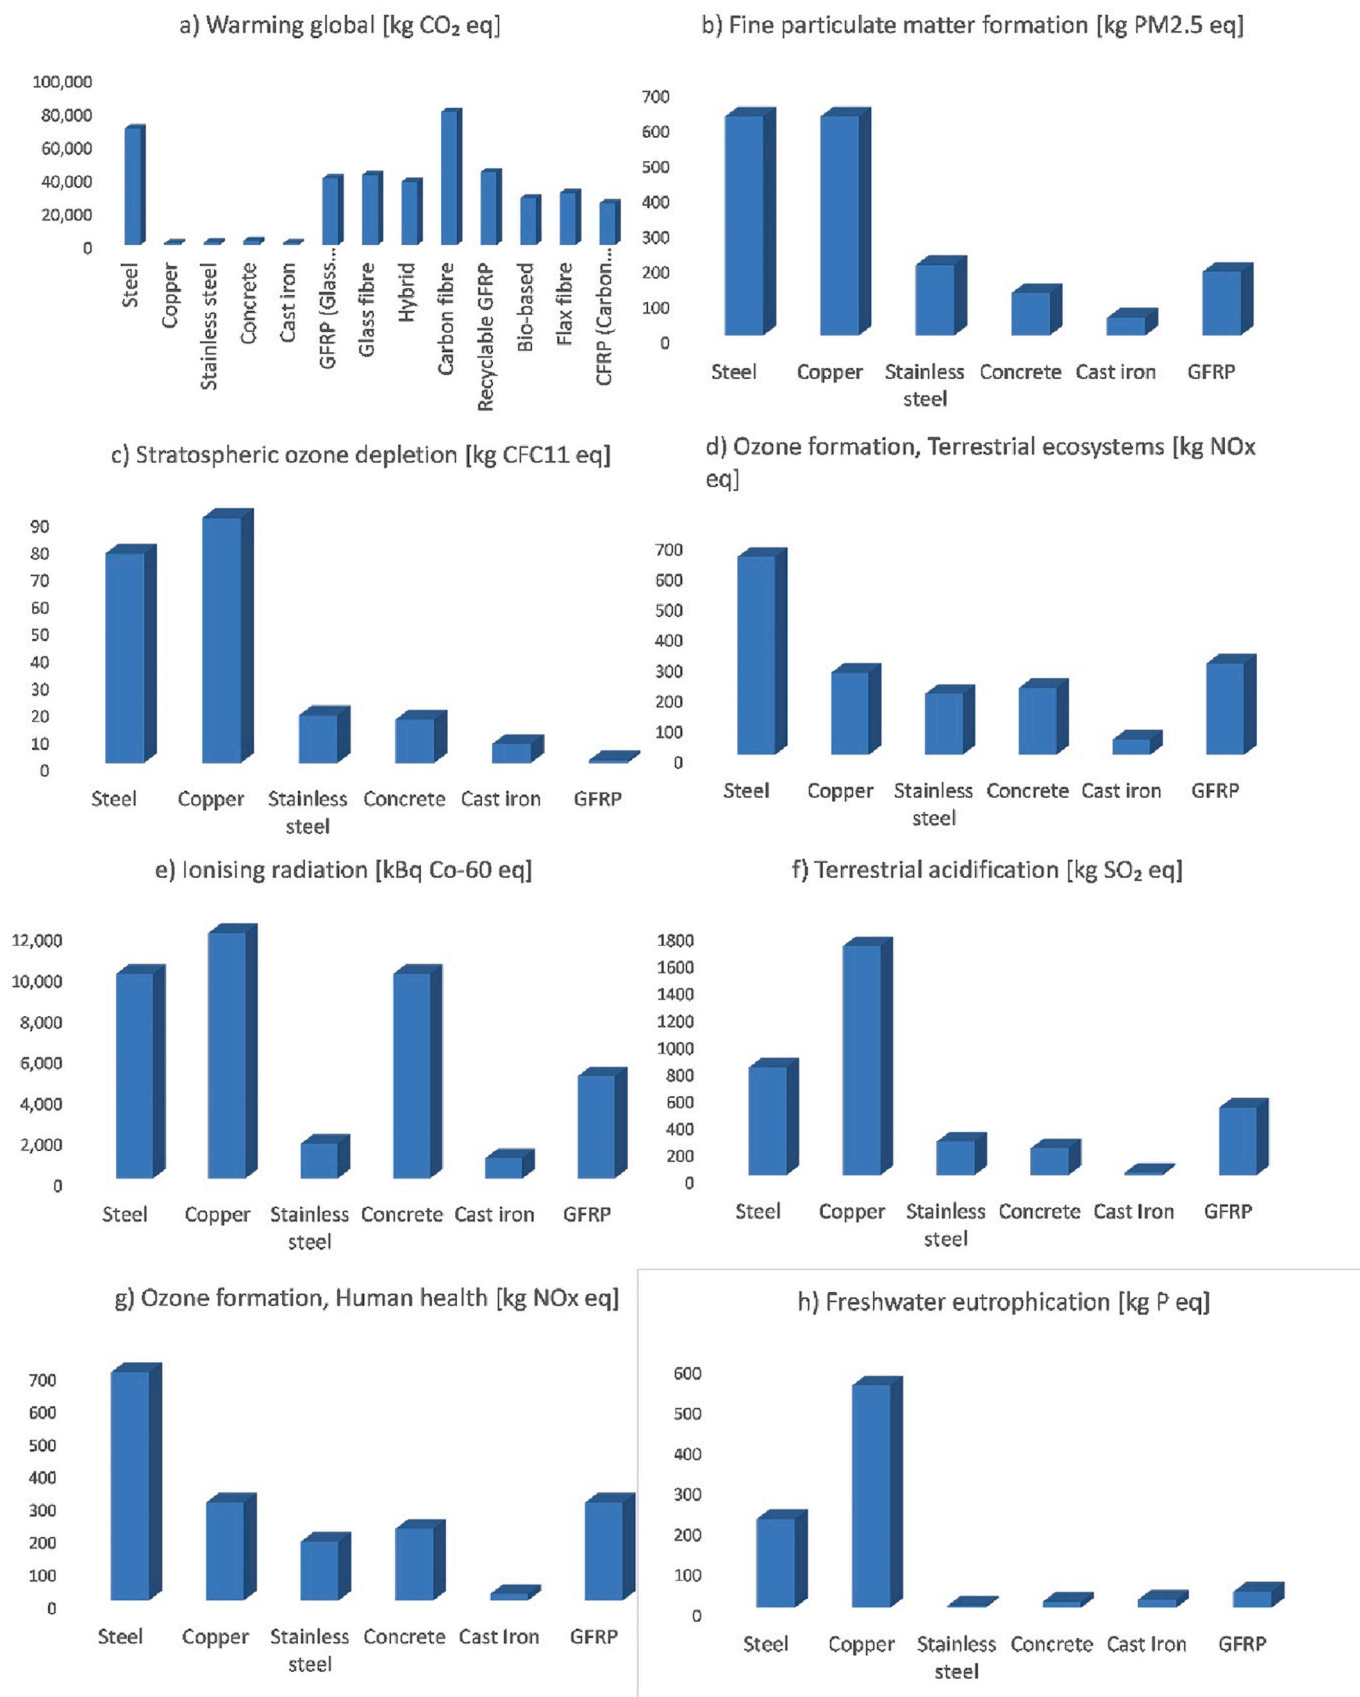 a) Warming global [kg CO₂ eq]
100,000
80,000
60,000
40,000
20,000
0
Steel
Copper
Stainless steel
Concrete
Cast iron
GFRP (Glass...
Glass fibre
Hybrid
Carbon fibre
Recyclable GFRP
Bio-based
Flax fibre
CFRP (Carbon...
b) Fine particulate matter formation [kg PM2.5 eq]
700
600
500
400
300
200
100
0
Steel
Copper
Stainless
steel
Concrete
Cast iron
GFRP
c) Stratospheric ozone depletion [kg CFC11 eq]
90
80
70
60
50
40
30
20
10
0
Steel
Copper
Stainless
steel
Concrete
Cast iron
GFRP
d) Ozone formation, Terrestrial ecosystems [kg NOx
eq]
700
600
500
400
300
200
100
0
Steel
Copper
Stainless
steel
Concrete
Cast iron
GFRP
e) Ionising radiation [kBq Co-60 eq]
12,000
10,000
8,000
6,000
4,000
2,000
0
Steel
Copper
Stainless
steel
Concrete
Cast iron
GFRP
f) Terrestrial acidification [kg SO₂ eq]
1800
1600
1400
1200
1000
800
600
400
200
0
Steel
Copper
Stainless
steel
Concrete
Cast Iron
GFRP
g) Ozone formation, Human health [kg NOx eq]
700
600
500
400
300
200
100
0
Steel
Copper
Stainless
steel
Concrete
Cast Iron
GFRP
h) Freshwater eutrophication [kg P eq]
600
500
400
300
200
100
0
Steel
Copper
Stainless
steel
Concrete
Cast Iron
GFRP